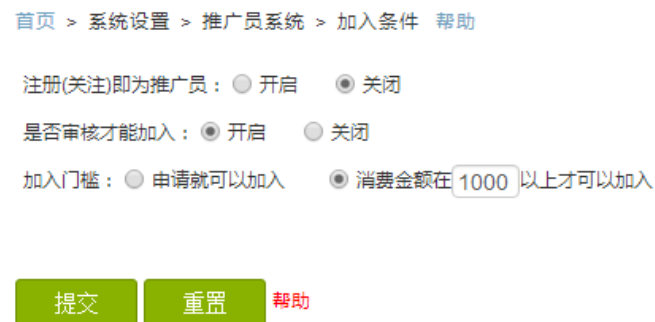 首页 > 系统设置 > 推广员系统 > 加入条件 帮助
注册(关注)即为推广员： 开启 关闭
是否审核才能加入： 开启 关闭
加入门槛： 申请就可以加入 消费金额在 1000 以上才可以加入
提交 重置 帮助